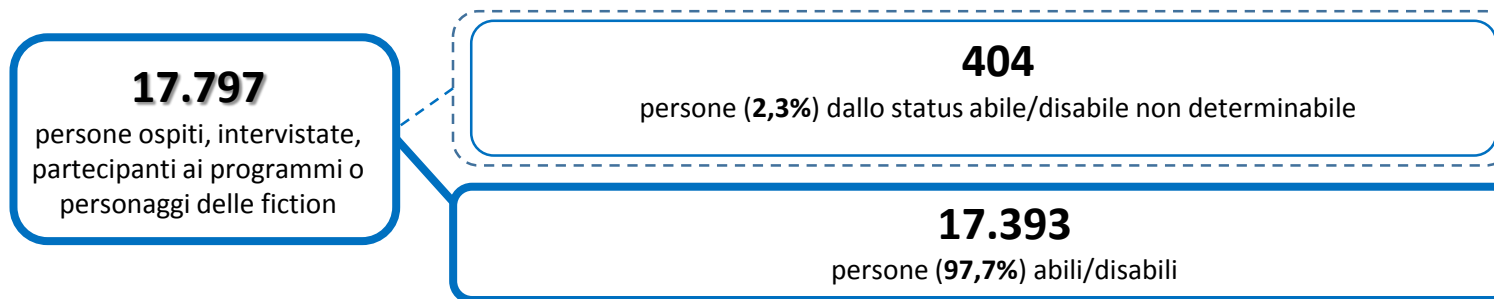 17.797
persone ospiti, intervistate,
partecipanti ai programmi o
personaggi delle fiction
404
persone (2,3%) dallo status abile/disabile non determinabile
17.393
persone (97,7%) abili/disabili